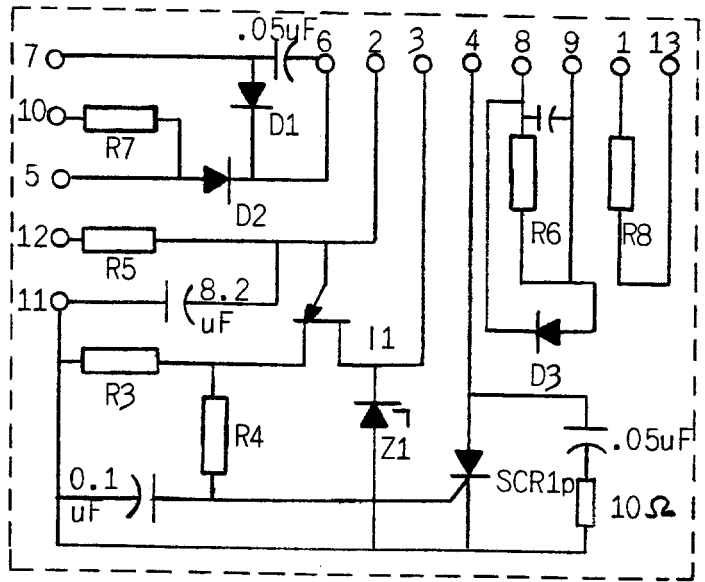 .05uF
7 6 2 3 4 8 9 1 13
10
D1
R7
5
D2
12
R5
R6
R8
11
8.2
uF
I1
R3
D3
R4
Z1
.05uF
0.1
uF
SCR1p
10Ω